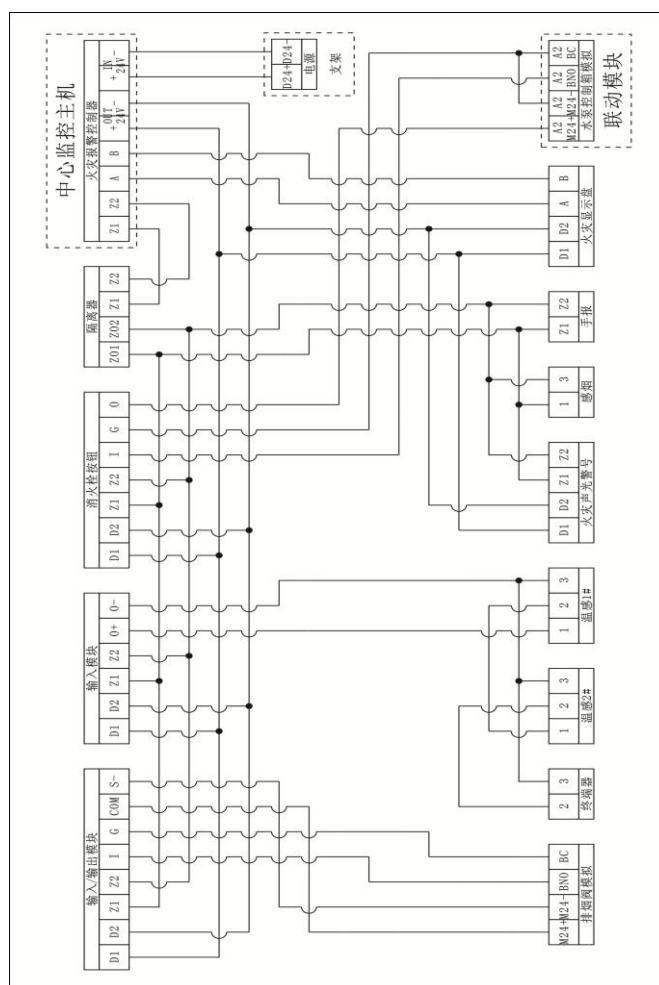 输入/输出模块
D1 D2 Z1 Z2 I G COM S-
输入模块
D1 D2 Z1 Z2 O+ O-
消火栓按钮
D1 D2 Z1 Z2 I G O
隔离器
ZO1 ZO2 Z1 Z2
中心监控主机
火灾报警控制器
Z1 Z2 A B +OUT- 24V +IN- 24V
D24+ D24-
电源
支架
M24+ M24- BNO BC
排烟阀模拟
2 3
终端器
1 2 3
温感2#
1 2 3
温感1#
D1 D2 Z1 Z2
火灾声光警号
1 3
感烟
Z1 Z2
手报
D1 D2 A B
火灾显示盘
A2 A2 A2 A2
M24+ M24- BNO BC
水泵控制箱模拟
联动模块